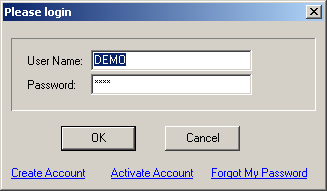 Please login
User Name: DEMO
Password: ****
OK Cancel
Create Account Activate Account Forgot My Password